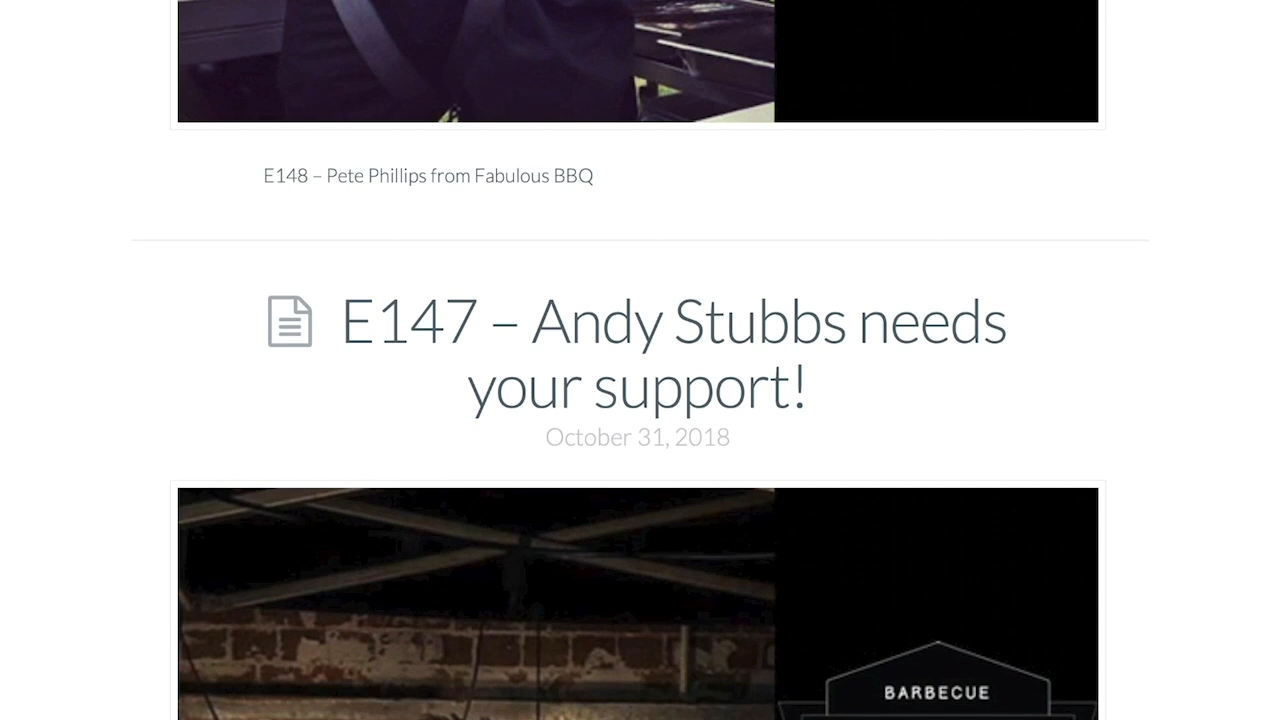 E148 – Pete Phillips from Fabulous BBQ
E147 – Andy Stubbs needs
your support!
October 31, 2018
BARBECUE